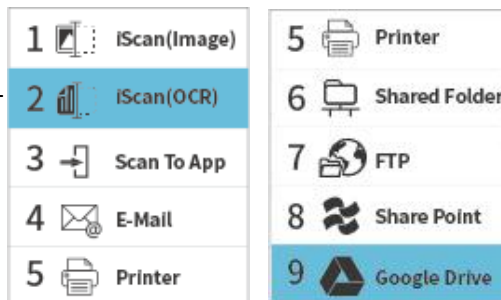 1 iScan(Image)
2 iScan(OCR)
3 Scan To App
4 E-Mail
5 Printer
5 Printer
6 Shared Folder
7 FTP
8 Share Point
9 Google Drive